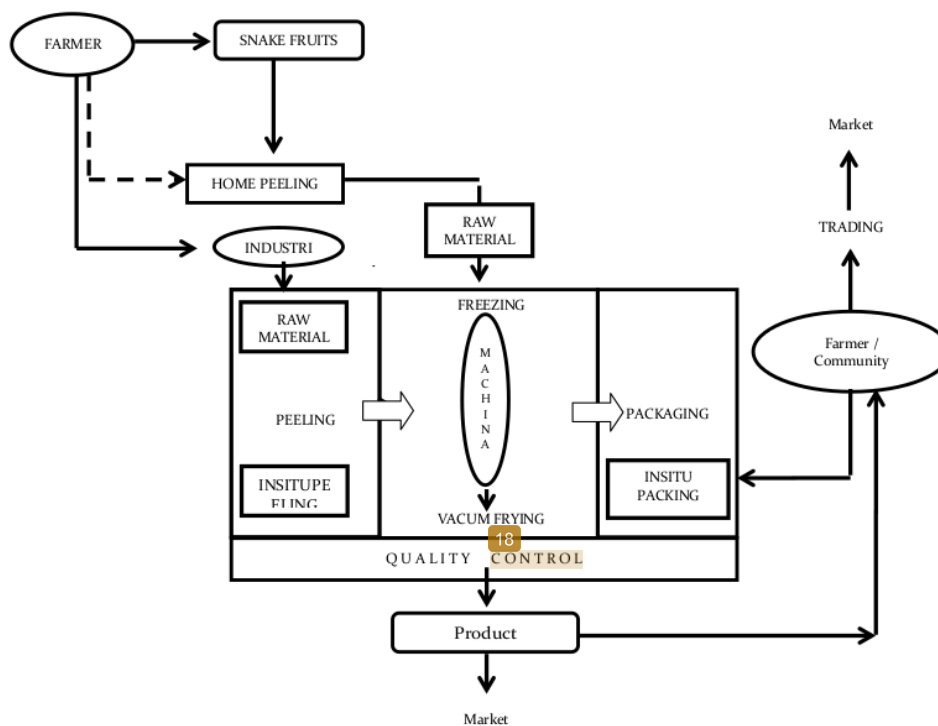 FARMER
SNAKE FRUITS
Market
HOME PEELING
RAW
MATERIAL
TRADING
INDUSTRI
FREEZING
RAW
MATERIAL
MACHINA
Farmer /
Community
PEELING
PACKAGING
INSITUPE
ELING
INSITU
PACKING
VACUM FRYING
18
QUALITY CONTROL
Product
Market